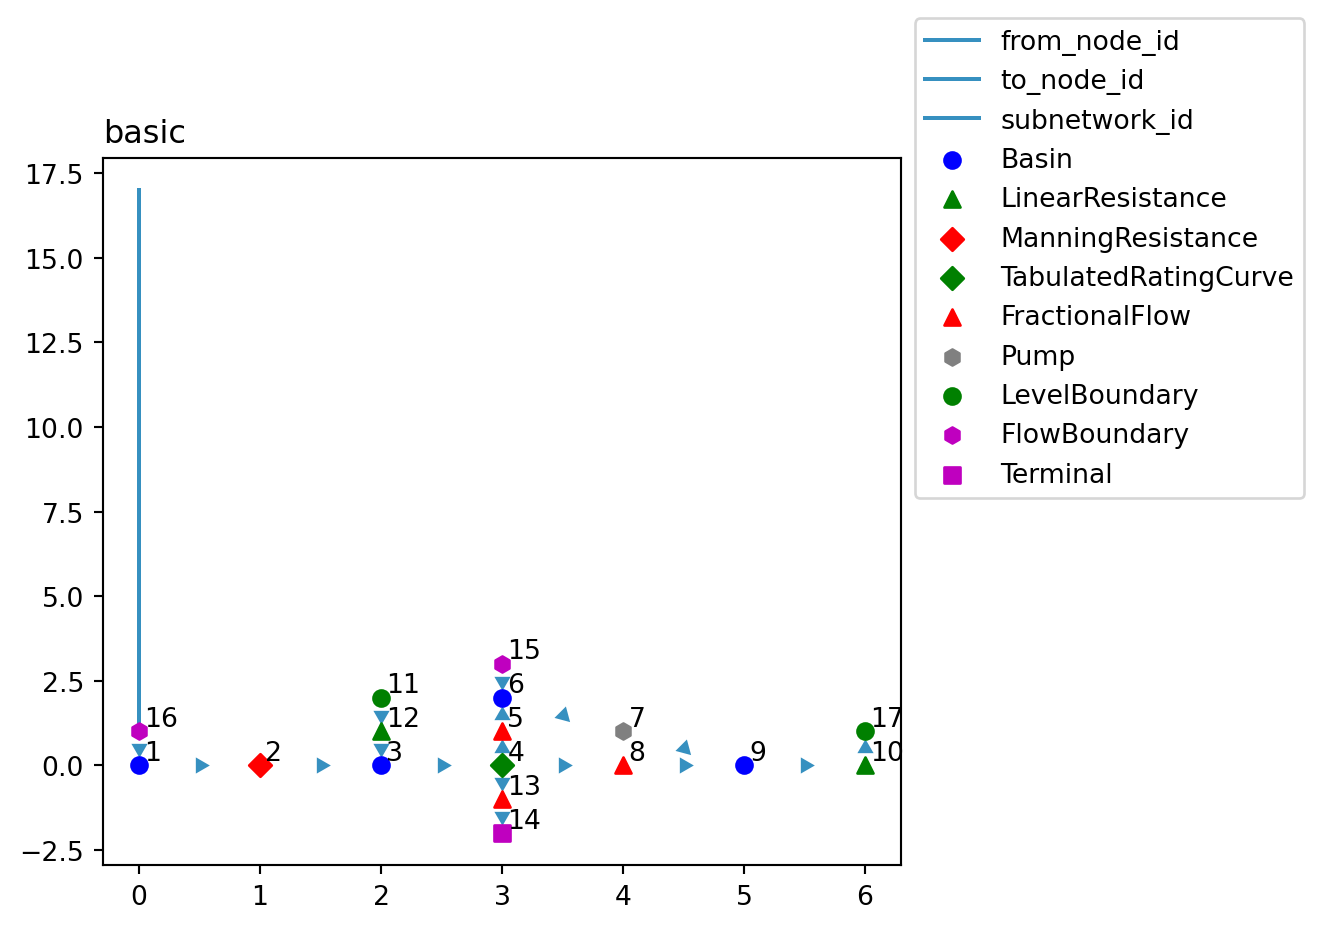 from_node_id
to_node_id
subnetwork_id
Basin
LinearResistance
ManningResistance
TabulatedRatingCurve
FractionalFlow
Pump
LevelBoundary
FlowBoundary
Terminal
basic
17.5
15.0
12.5
10.0
7.5
5.0
2.5
0.0
−2.5
15
11
6
16
12
5
7
17
1
2
3
4
8
9
10
13
14
0 1 2 3 4 5 6